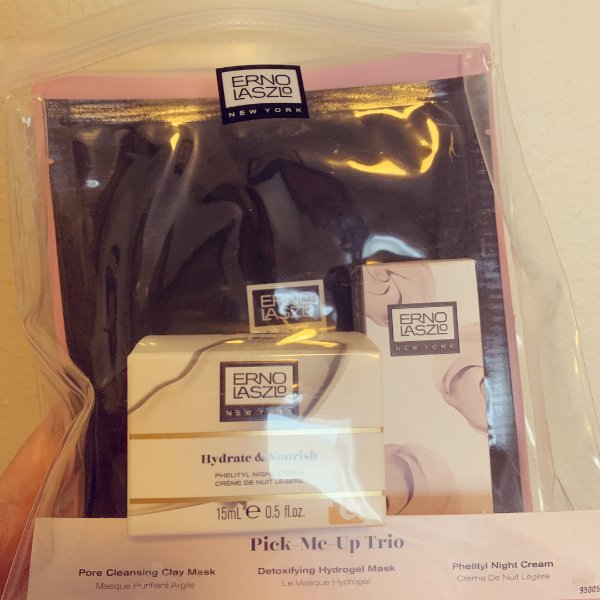 ERNO
LASZLO
NEW YORK
ERNO
LASZLO
ERNO
LASZLO
NEW YORK
ERNO
LASZLO
NEW YORK
Hydrate & Nourish
PHELITYL NIGHT CREAM
CRÈME DE NUIT LÉGÈRE
15mL ℮ 0.5 fl.oz.
Pick-Me-Up Trio
Pore Cleansing Clay Mask
Masque Purifiant Argile
Detoxifying Hydrogel Mask
Le Masque Hydrogel
Phelityl Night Cream
Crème De Nuit Légère
95005